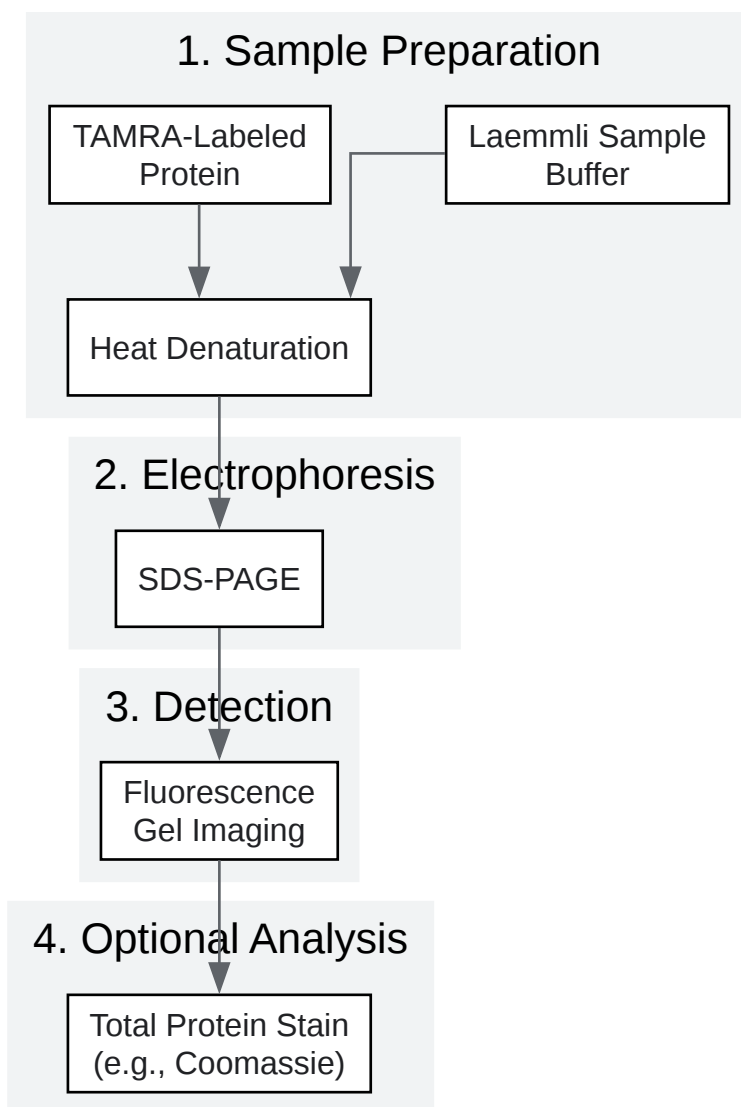 1. Sample Preparation
TAMRA-Labeled
Protein
Laemmli Sample
Buffer
Heat Denaturation
2. Electrophoresis
SDS-PAGE
3. Detection
Fluorescence
Gel Imaging
4. Optional Analysis
Total Protein Stain
(e.g., Coomassie)